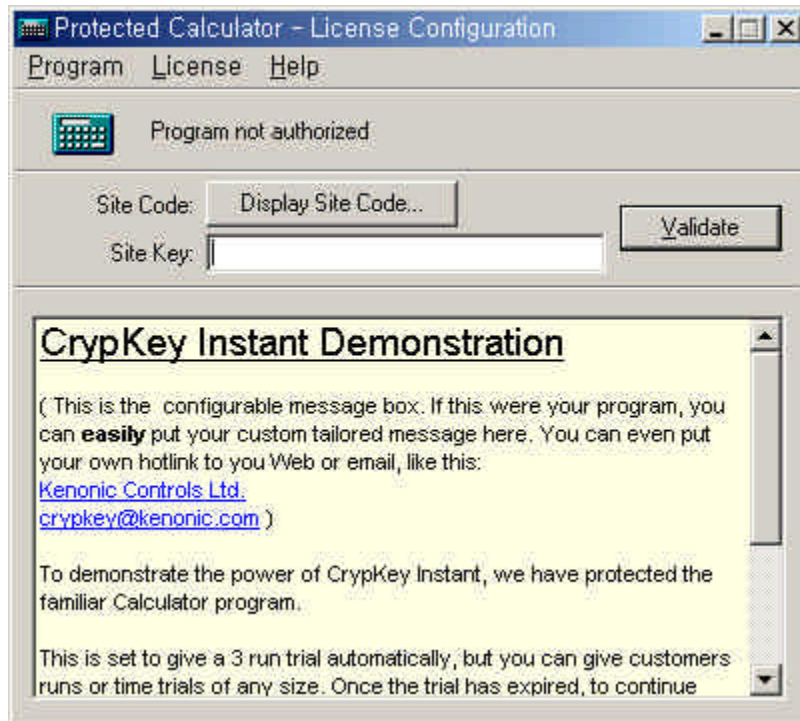 Protected Calculator - License Configuration
Program License Help
Program not authorized
Site Code: Display Site Code...
Validate
Site Key:
CrypKey Instant Demonstration
( This is the configurable message box. If this were your program, you
can easily put your custom tailored message here. You can even put
your own hotlink to you Web or email, like this:
Kenonic Controls Ltd.
crypkey@kenonic.com )
To demonstrate the power of CrypKey Instant, we have protected the
familiar Calculator program.
This is set to give a 3 run trial automatically, but you can give customers
runs or time trials of any size. Once the trial has expired, to continue